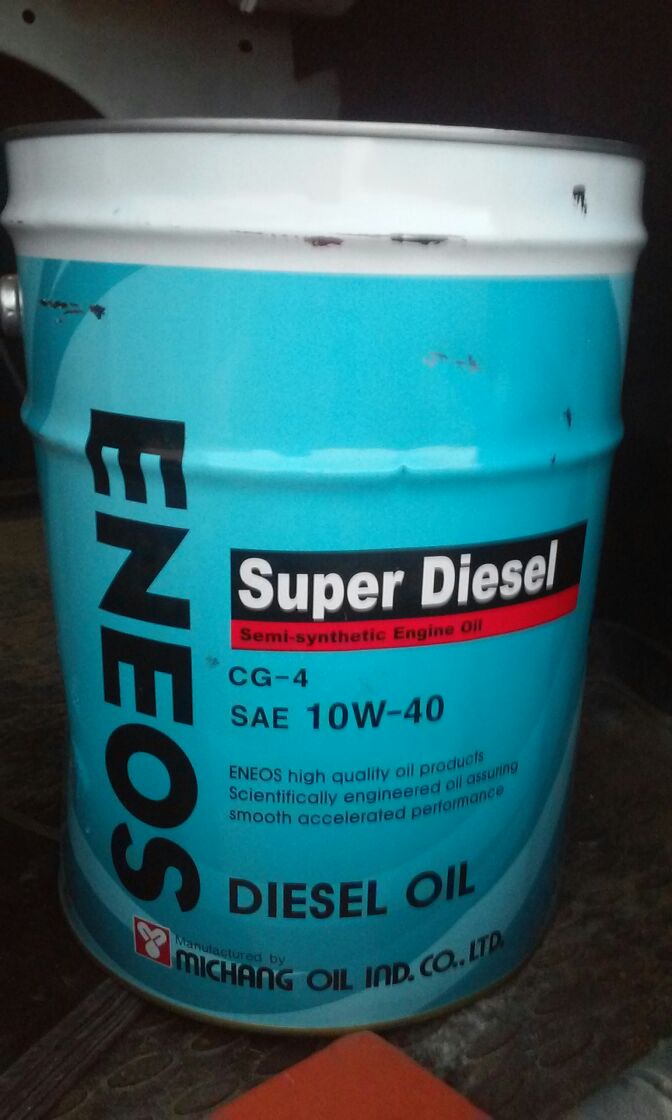 ENEOS
Super Diesel
Semi-synthetic Engine Oil
CG-4
SAE 10W-40
ENEOS high quality oil products
Scientifically engineered oil assuring
smooth accelerated performance
DIESEL OIL
Manufactured by
MICHANG OIL IND. CO., LTD.